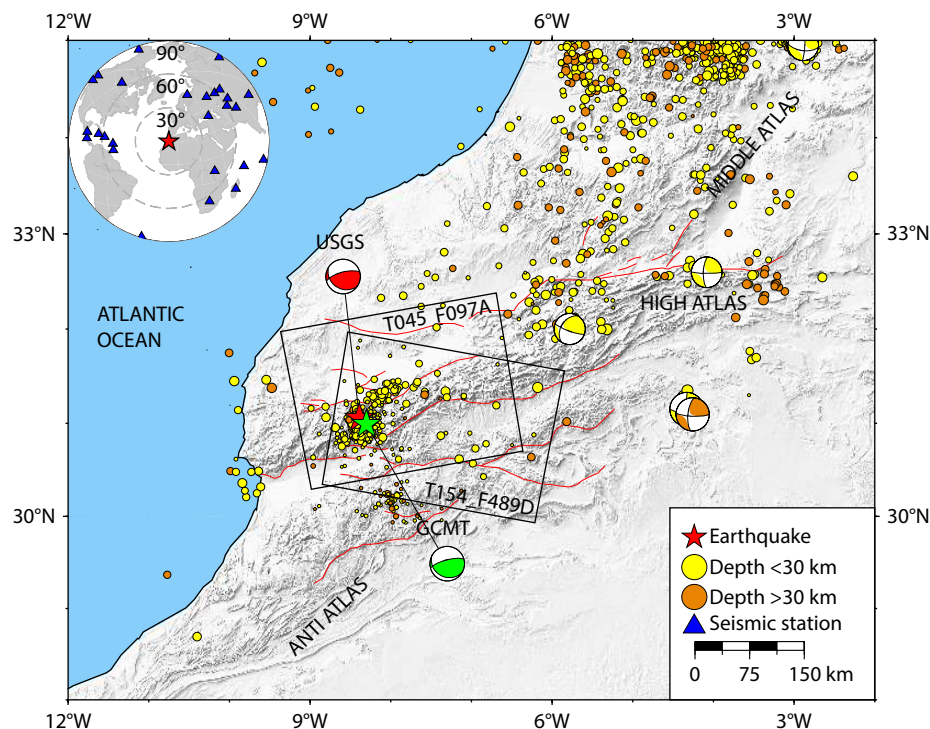 12°W 9°W 6°W 3°W
90°
60°
30°
MIDDLE ATLAS
33°N 33°N
USGS
HIGH ATLAS
ATLANTIC
OCEAN
T045_F097A
T154_F489D
30°N 30°N
GCMT
ANTI ATLAS
Earthquake
Depth <30 km
Depth >30 km
Seismic station
0 75 150 km
12°W 9°W 6°W 3°W